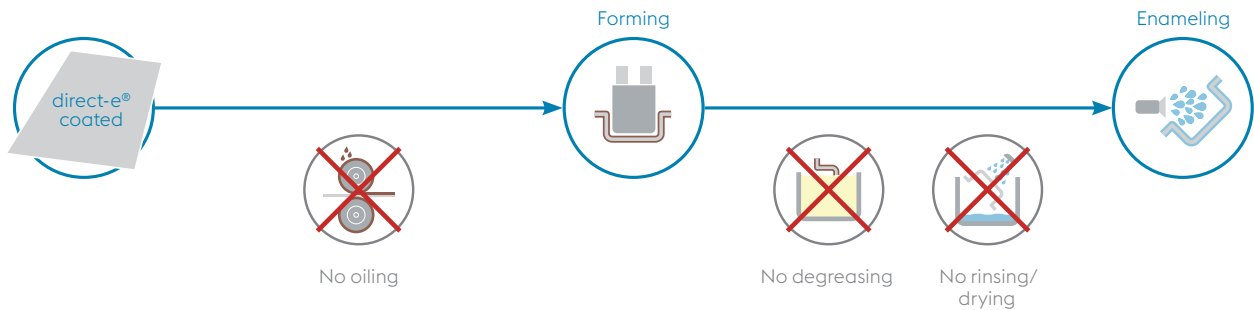 Forming
Enameling
direct-e®
coated
No oiling
No degreasing
No rinsing/
drying